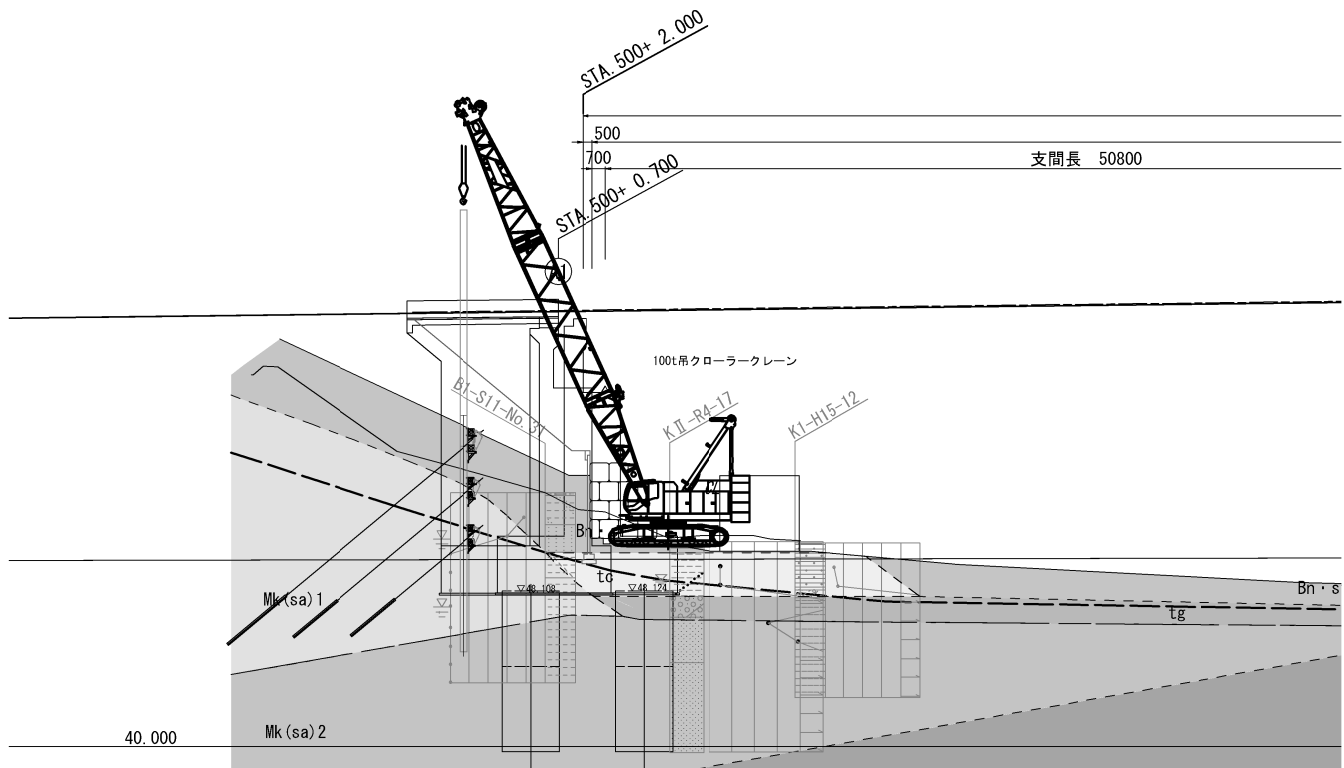 STA.500+ 2.000
500
700
支間長 50800
STA.500+ 0.700
A1
100t吊クローラークレーン
B1-S11-No.31
KⅡ-R4-17
K1-H15-12
Bn
tc
▽48.108
▽48.124
Mk(sa)1
Bn・s
tg
Mk(sa)2
40.000